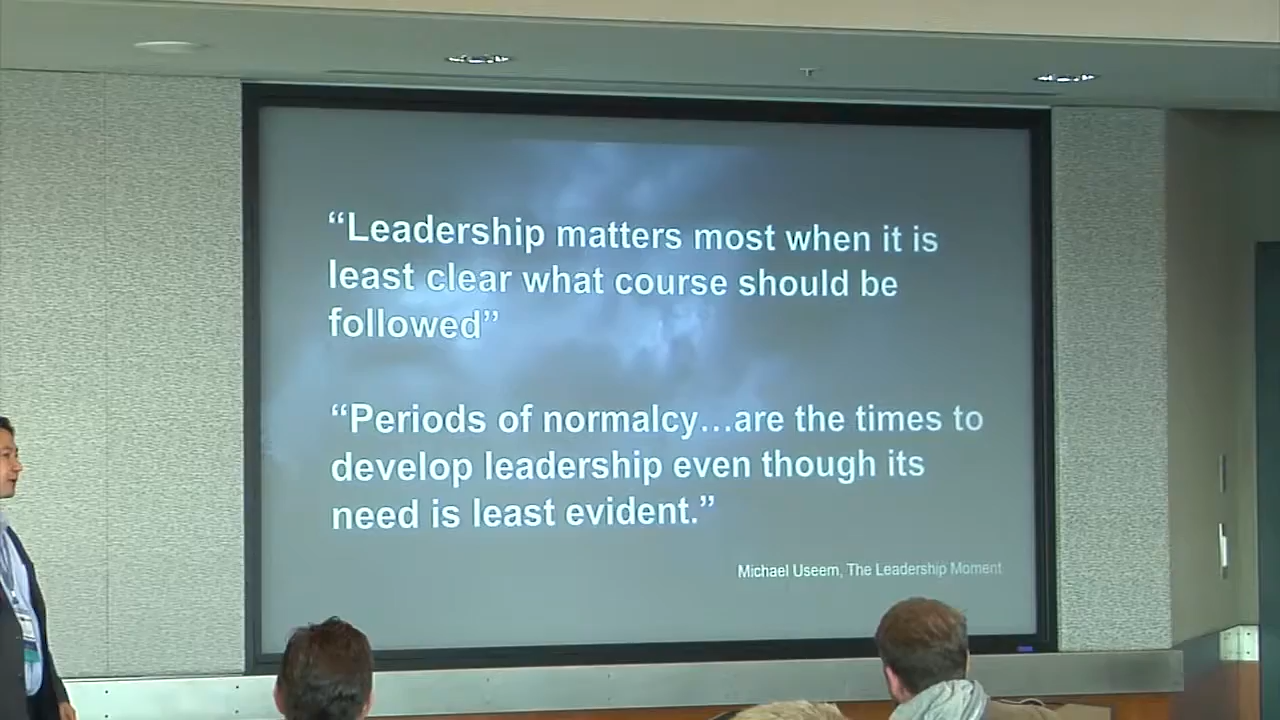 “Leadership matters most when it is
least clear what course should be
followed”
“Periods of normalcy…are the times to
develop leadership even though its
need is least evident.”
Michael Useem, The Leadership Moment